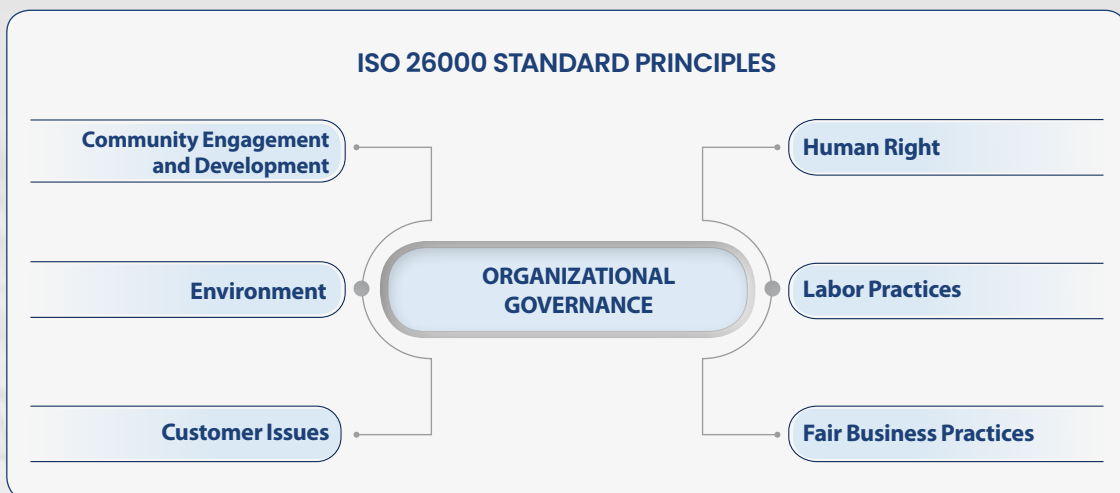 ISO 26000 STANDARD PRINCIPLES
Community Engagement
and Development
Human Right
Environment
ORGANIZATIONAL
GOVERNANCE
Labor Practices
Customer Issues
Fair Business Practices